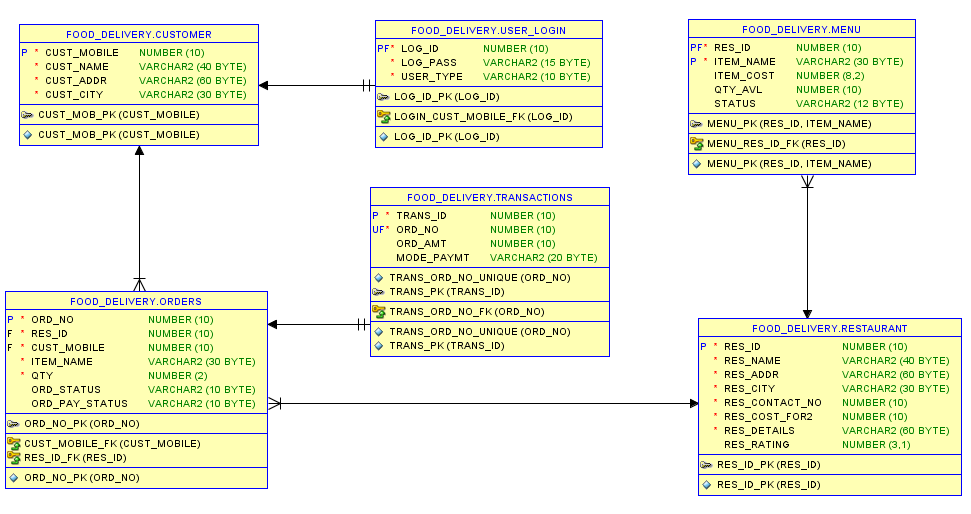 FOOD_DELIVERY.CUSTOMER
P * CUST_MOBILE NUMBER (10)
* CUST_NAME VARCHAR2 (40 BYTE)
* CUST_ADDR VARCHAR2 (60 BYTE)
* CUST_CITY VARCHAR2 (30 BYTE)
CUST_MOB_PK (CUST_MOBILE)
CUST_MOB_PK (CUST_MOBILE)
FOOD_DELIVERY.USER_LOGIN
PF* LOG_ID NUMBER (10)
* LOG_PASS VARCHAR2 (15 BYTE)
* USER_TYPE VARCHAR2 (10 BYTE)
LOG_ID_PK (LOG_ID)
LOGIN_CUST_MOBILE_FK (LOG_ID)
LOG_ID_PK (LOG_ID)
FOOD_DELIVERY.MENU
PF* RES_ID NUMBER (10)
P * ITEM_NAME VARCHAR2 (30 BYTE)
ITEM_COST NUMBER (8,2)
QTY_AVL NUMBER (10)
STATUS VARCHAR2 (12 BYTE)
MENU_PK (RES_ID, ITEM_NAME)
MENU_RES_ID_FK (RES_ID)
MENU_PK (RES_ID, ITEM_NAME)
FOOD_DELIVERY.TRANSACTIONS
P * TRANS_ID NUMBER (10)
UF* ORD_NO NUMBER (10)
ORD_AMT NUMBER (10)
MODE_PAYMT VARCHAR2 (20 BYTE)
TRANS_ORD_NO_UNIQUE (ORD_NO)
TRANS_PK (TRANS_ID)
TRANS_ORD_NO_FK (ORD_NO)
TRANS_ORD_NO_UNIQUE (ORD_NO)
TRANS_PK (TRANS_ID)
FOOD_DELIVERY.ORDERS
P * ORD_NO NUMBER (10)
F * RES_ID NUMBER (10)
F * CUST_MOBILE NUMBER (10)
* ITEM_NAME VARCHAR2 (30 BYTE)
* QTY NUMBER (2)
ORD_STATUS VARCHAR2 (10 BYTE)
ORD_PAY_STATUS VARCHAR2 (10 BYTE)
ORD_NO_PK (ORD_NO)
CUST_MOBILE_FK (CUST_MOBILE)
RES_ID_FK (RES_ID)
ORD_NO_PK (ORD_NO)
FOOD_DELIVERY.RESTAURANT
P * RES_ID NUMBER (10)
* RES_NAME VARCHAR2 (40 BYTE)
* RES_ADDR VARCHAR2 (60 BYTE)
* RES_CITY VARCHAR2 (30 BYTE)
* RES_CONTACT_NO NUMBER (10)
* RES_COST_FOR2 NUMBER (10)
* RES_DETAILS VARCHAR2 (60 BYTE)
RES_RATING NUMBER (3,1)
RES_ID_PK (RES_ID)
RES_ID_PK (RES_ID)